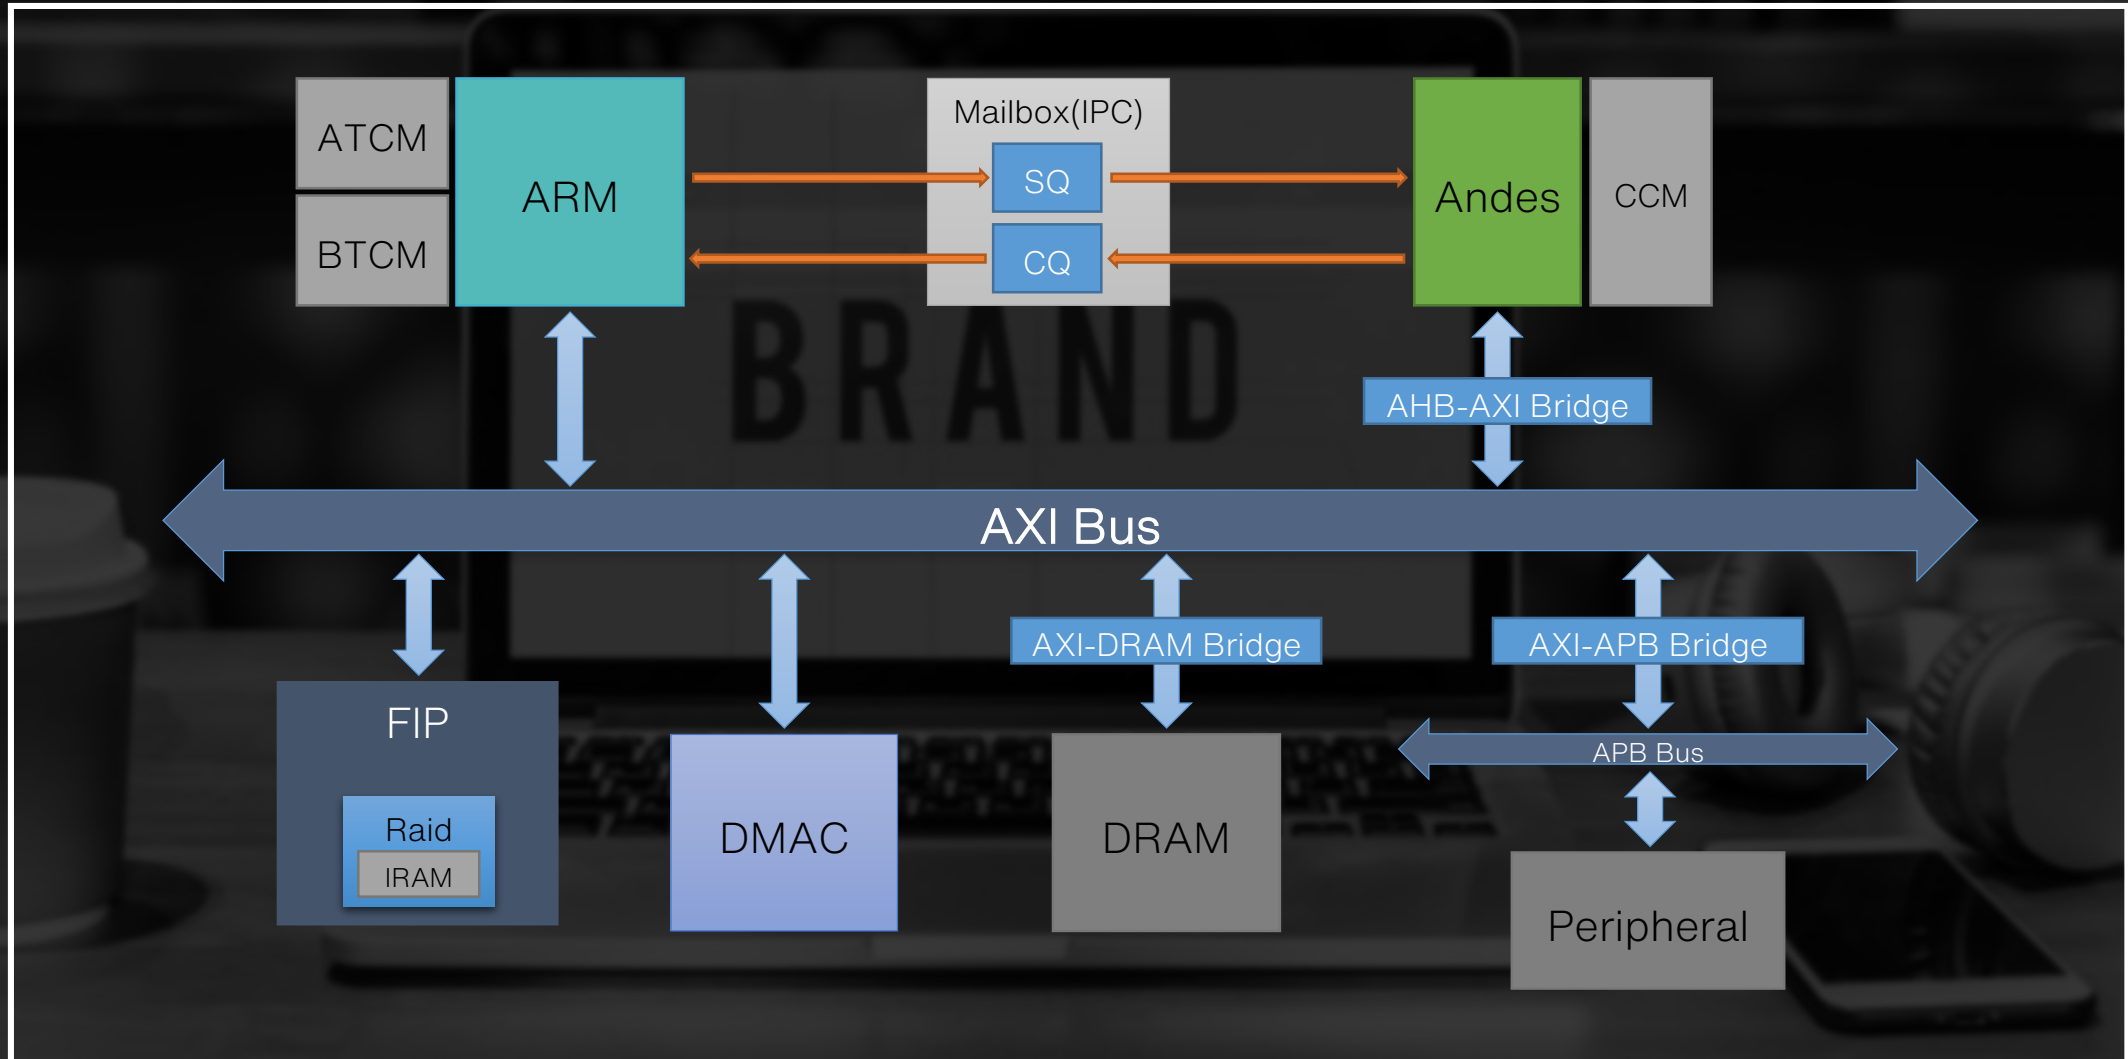 Mailbox(IPC)
ATCM
ARM
SQ
Andes
CCM
BTCM
CQ
BRAND
AHB-AXI Bridge
AXI Bus
AXI-DRAM Bridge
AXI-APB Bridge
FIP
APB Bus
Raid
IRAM
DMAC
DRAM
Peripheral